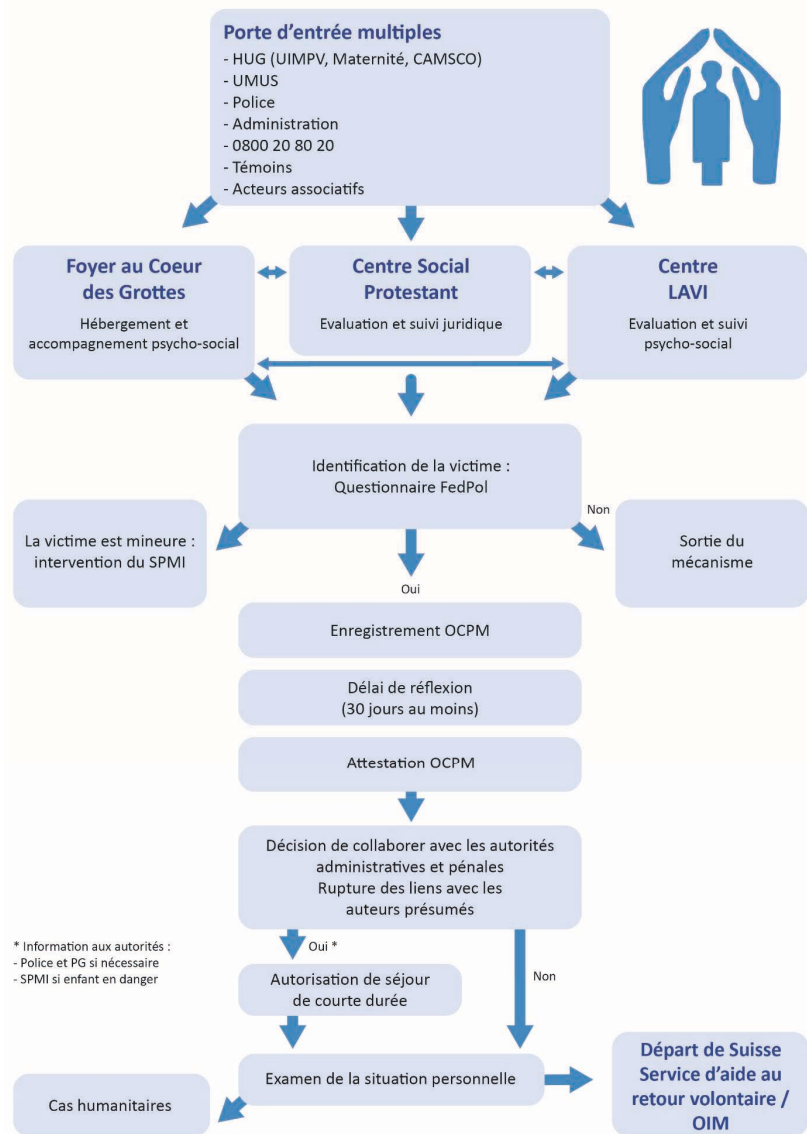 Porte d'entrée multiples
- HUG (UIMPV, Maternité, CAMSCO)
- UMUS
- Police
- Administration
- 0800 20 80 20
- Témoins
- Acteurs associatifs
Foyer au Coeur
des Grottes
Hébergement et
accompagnement psycho-social
Centre Social
Protestant
Evaluation et suivi juridique
Centre
LAVI
Evaluation et suivi
psycho-social
Identification de la victime :
Questionnaire FedPol
La victime est mineure :
intervention du SPMI
Non
Sortie du
mécanisme
Oui
Enregistrement OCPM
Délai de réflexion
(30 jours au moins)
Attestation OCPM
Décision de collaborer avec les autorités
administratives et pénales
Rupture des liens avec les
auteurs présumés
* Information aux autorités :
- Police et PG si nécessaire
- SPMI si enfant en danger
Oui *
Non
Autorisation de séjour
de courte durée
Examen de la situation personnelle
Cas humanitaires
Départ de Suisse
Service d'aide au
retour volontaire /
OIM